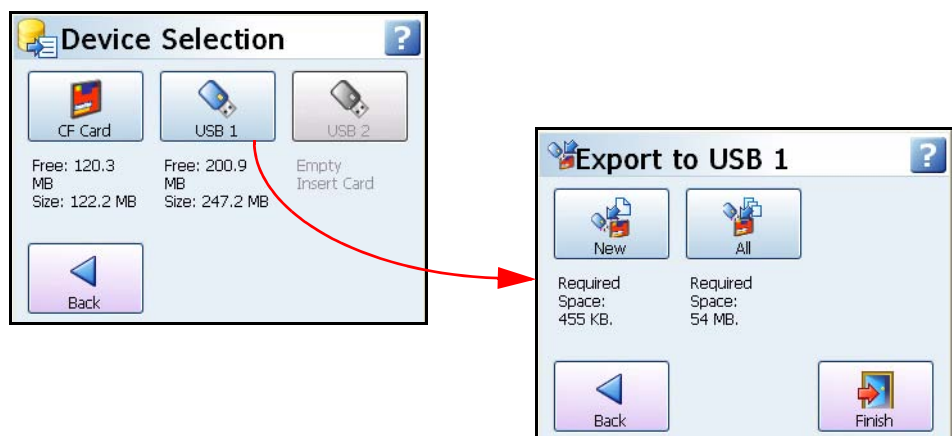 Device Selection
?
CF Card
USB 1
USB 2
Free: 120.3
MB
Size: 122.2 MB
Free: 200.9
MB
Size: 247.2 MB
Empty
Insert Card
Back
Export to USB 1
?
New
All
Required
Space:
455 KB.
Required
Space:
54 MB.
Back
Finish